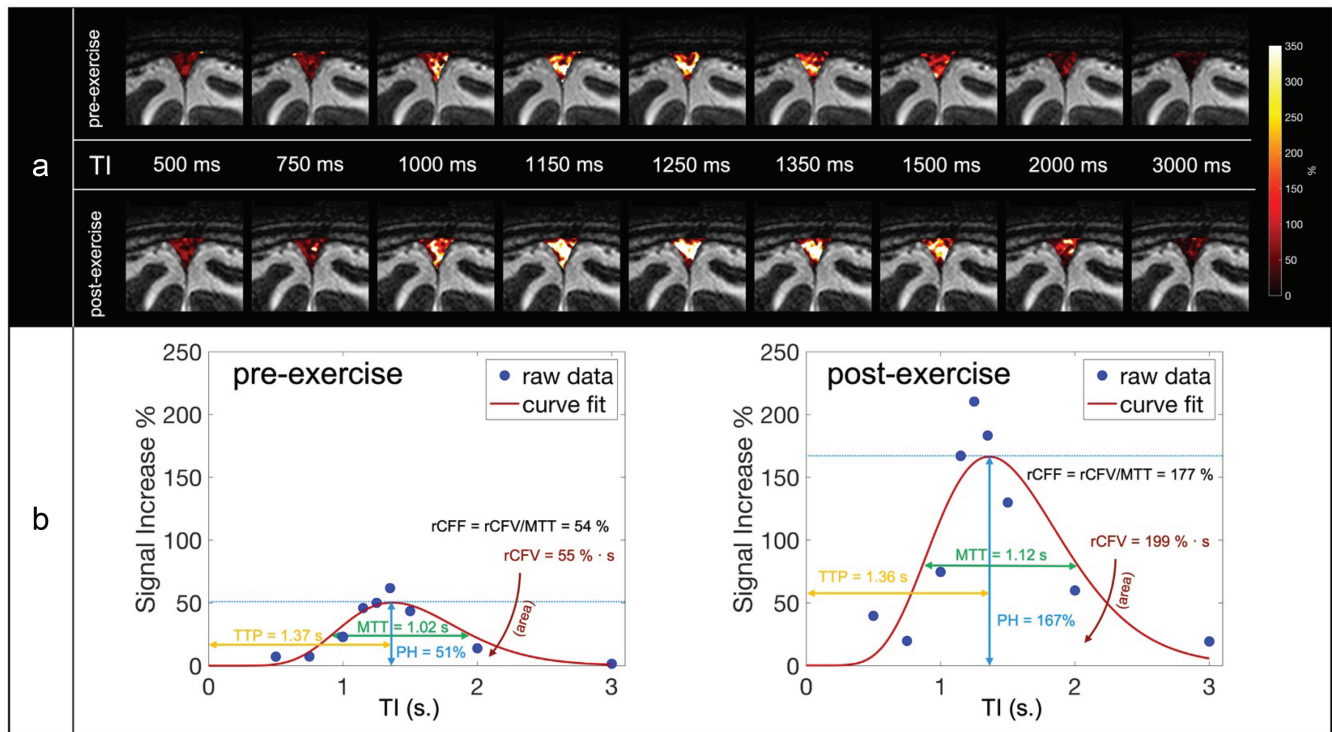 a
pre-exercise
TI 500 ms 750 ms 1000 ms 1150 ms 1250 ms 1350 ms 1500 ms 2000 ms 3000 ms
post-exercise
350
300
250
200
150
100
50
0
%
b
pre-exercise
raw data
curve fit
Signal Increase %
250
200
150
100
50
0
rCFF = rCFV/MTT = 54 %
rCFV = 55 % · s
(area)
MTT = 1.02 s
TTP = 1.37 s
PH = 51%
0 1 2 3
TI (s.)
post-exercise
raw data
curve fit
Signal Increase %
250
200
150
100
50
0
rCFF = rCFV/MTT = 177 %
rCFV = 199 % · s
(area)
MTT = 1.12 s
TTP = 1.36 s
PH = 167%
0 1 2 3
TI (s.)